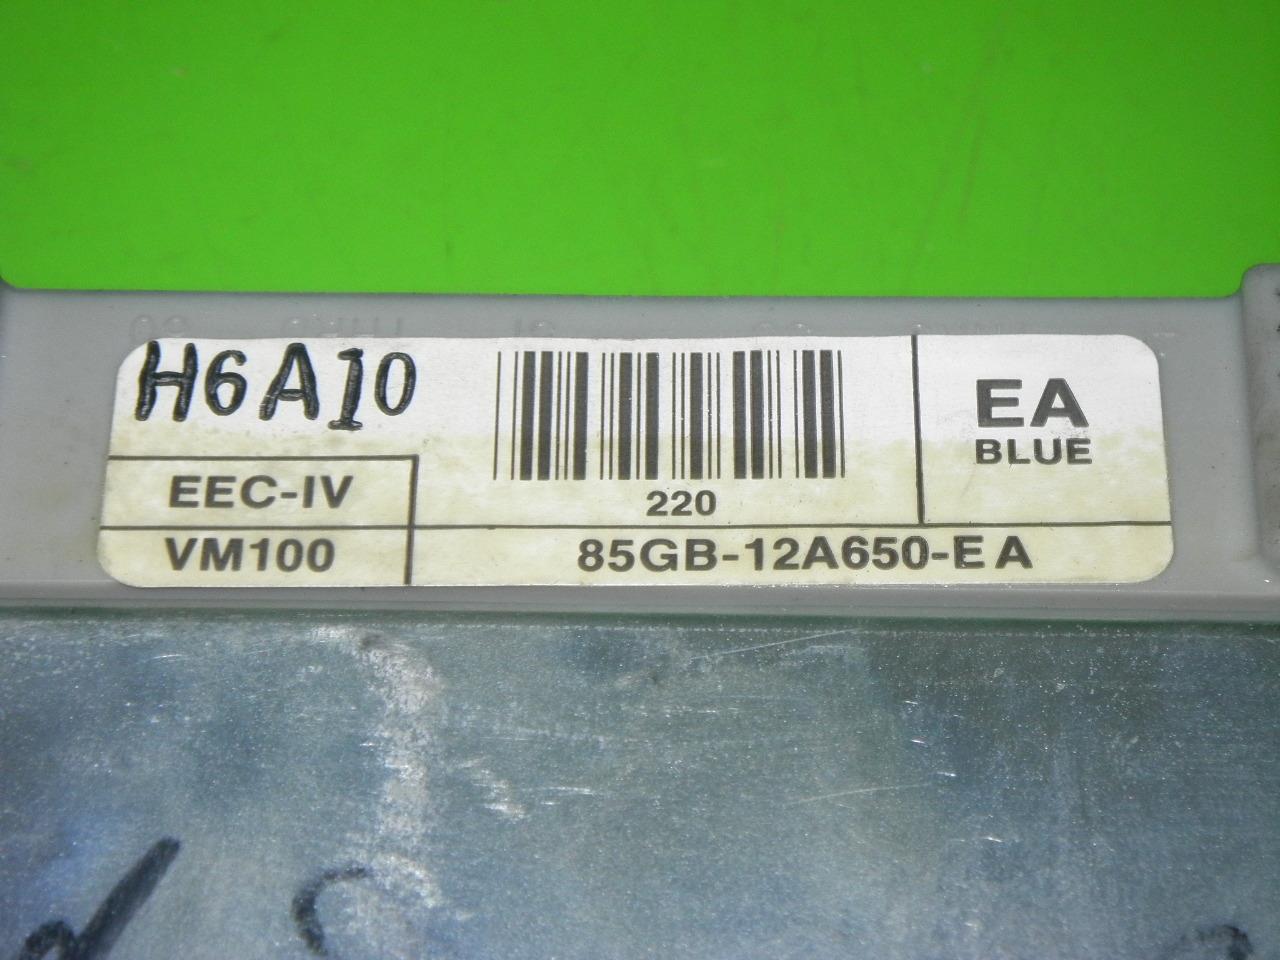 H6A10
EA
BLUE
EEC-IV
220
VM100
85GB-12A650-EA